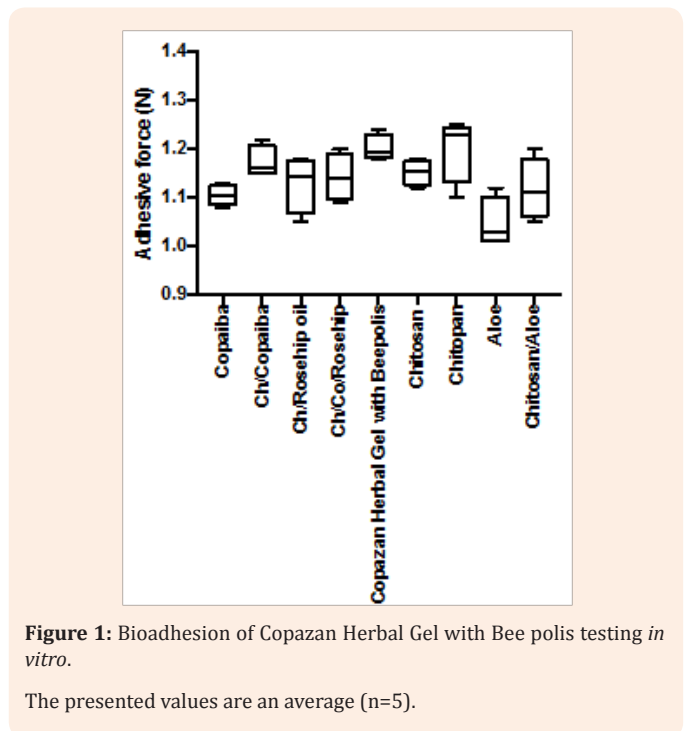 1.4
1.3
1.2
1.1
1.0
0.9
Adhesive force (N)
Copaiba
Ch/Copaiba
Ch/Rosehip oil
Ch/Co/Rosehip
Copazan Herbal Gel with Beepolis
Chitosan
Chitopan
Aloe
Chitosan/Aloe
Figure 1: Bioadhesion of Copazan Herbal Gel with Bee polis testing in
vitro.
The presented values are an average (n=5).